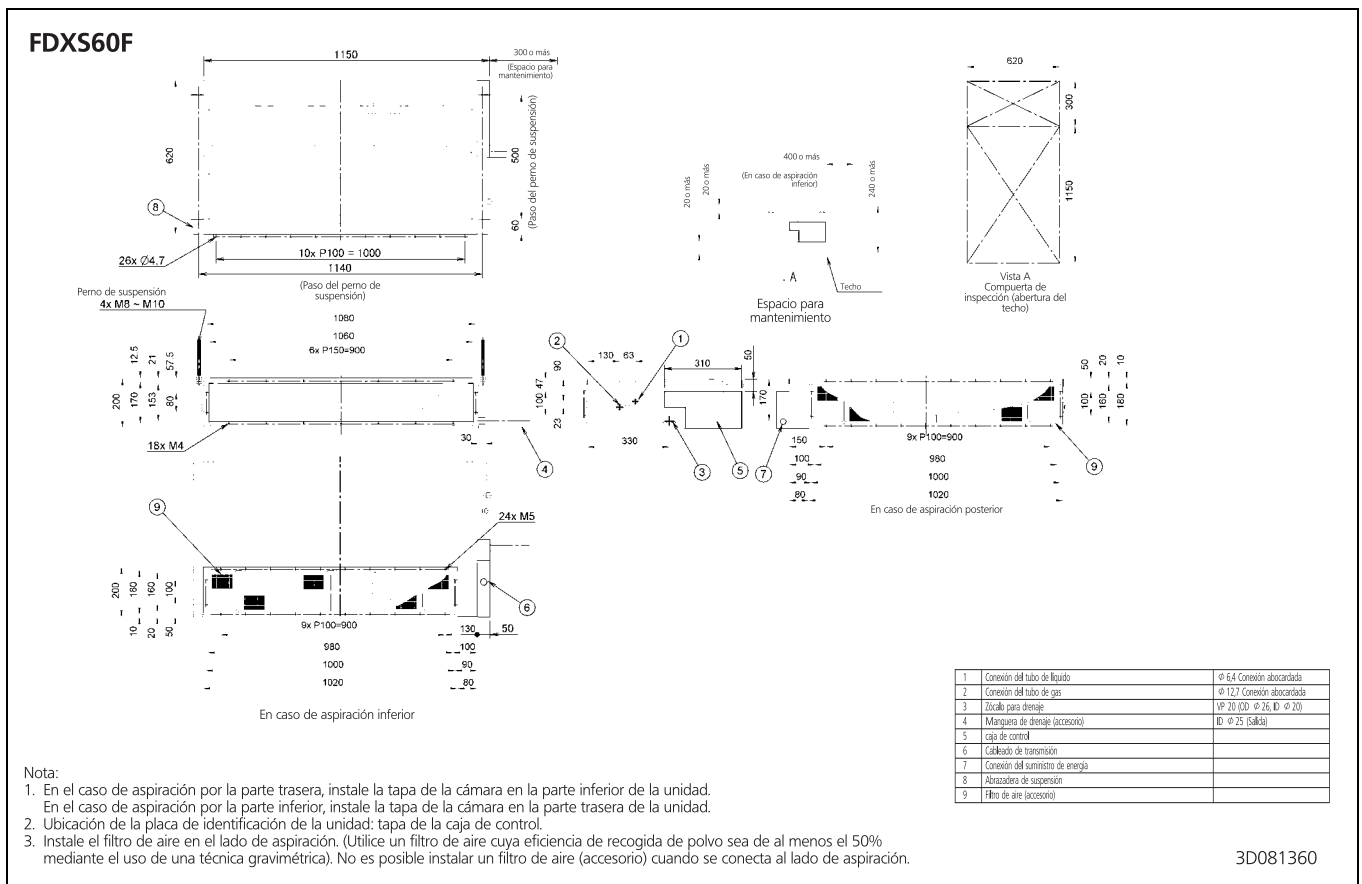 FDXS60F
1150
300 o más
(Espacio para
mantenimiento)
620
500
(Paso del perno de suspensión)
60
8
26x Ø4.7
10x P100 = 1000
1140
(Paso del perno de
suspensión)
20 o más
20 o más
400 o más
(En caso de aspiración
inferior)
240 o más
A
Techo
Espacio para
mantenimiento
620
300
1150
Vista A
Compuerta de
inspección (abertura del
techo)
Perno de suspensión
4x M8 ~ M10
1080
1060
6x P150=900
12.5
21
57.5
200
170
153
80
18x M4
30
4
2
1
130
63
90
47
100
23
330
310
50
170
3
5
7
150
100
90
80
9x P100=900
980
1000
1020
50
20
10
100
160
180
9
En caso de aspiración posterior
9
24x M5
200
180
160
100
10
20
50
9x P100=900
980
1000
1020
130
50
100
90
80
6
En caso de aspiración inferior
1 Conexión del tubo de líquido Ø 6,4 Conexión abocardada
2 Conexión del tubo de gas Ø 12,7 Conexión abocardada
3 Zócalo para drenaje VP 20 (OD Ø 26, ID Ø 20)
4 Manguera de drenaje (accesorio) ID Ø 25 (Salida)
5 caja de control
6 Cableado de transmisión
7 Conexión del suministro de energía
8 Abrazadera de suspensión
9 Filtro de aire (accesorio)
Nota:
1. En el caso de aspiración por la parte trasera, instale la tapa de la cámara en la parte inferior de la unidad.
En el caso de aspiración por la parte inferior, instale la tapa de la cámara en la parte trasera de la unidad.
2. Ubicación de la placa de identificación de la unidad: tapa de la caja de control.
3. Instale el filtro de aire en el lado de aspiración. (Utilice un filtro de aire cuya eficiencia de recogida de polvo sea de al menos el 50%
mediante el uso de una técnica gravimétrica). No es posible instalar un filtro de aire (accesorio) cuando se conecta al lado de aspiración.
3D081360